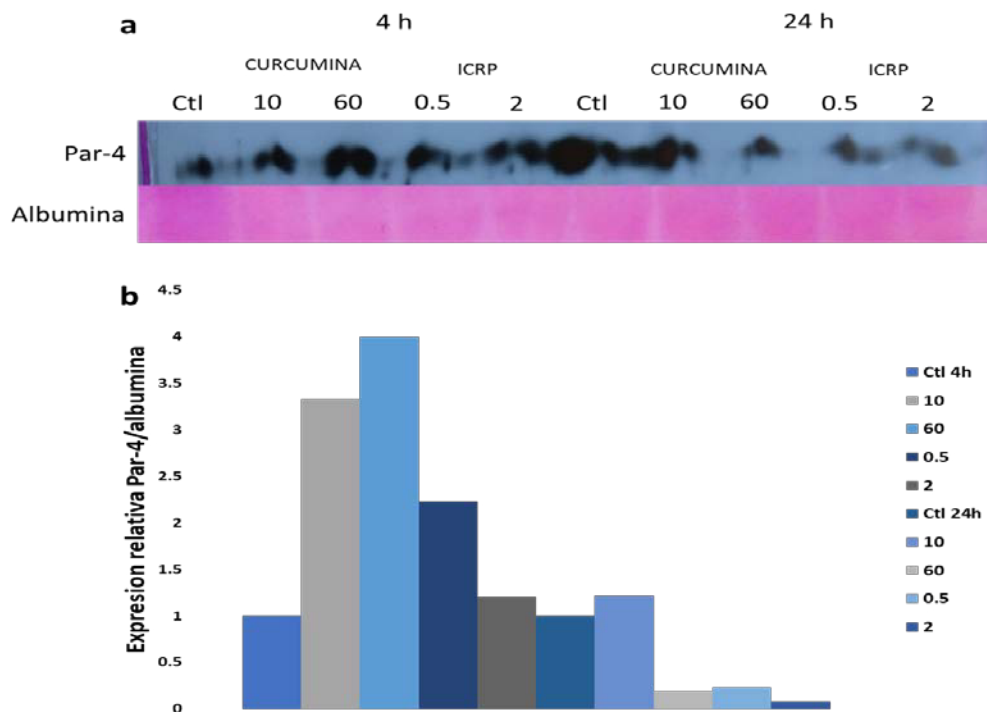 a
4 h 24 h
CURCUMINA ICRP CURCUMINA ICRP
Ctl 10 60 0.5 2 Ctl 10 60 0.5 2
Par-4
Albumina
b
Expresion relativa Par-4/albumina
4.5
4
3.5
3
2.5
2
1.5
1
0.5
0
Ctl 4h
10
60
0.5
2
Ctl 24h
10
60
0.5
2